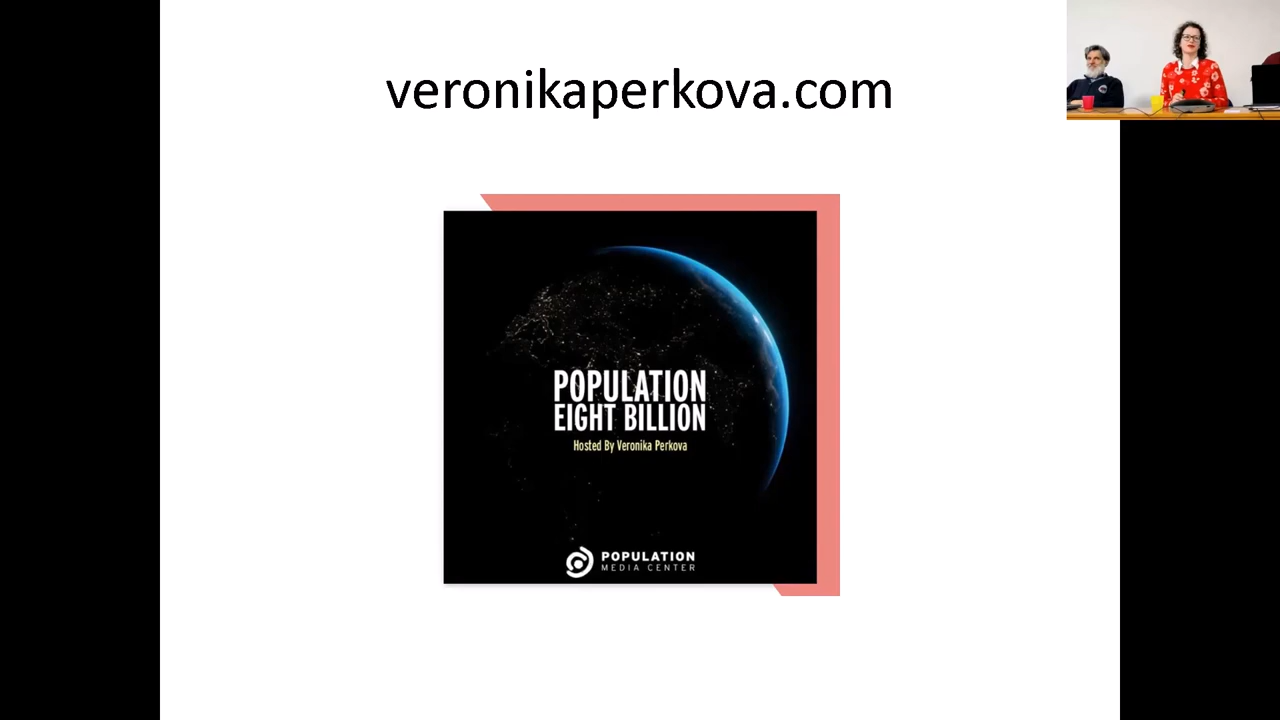 veronikaperkova.com
POPULATION
EIGHT BILLION
Hosted By Veronika Perkova
POPULATION
MEDIA CENTER